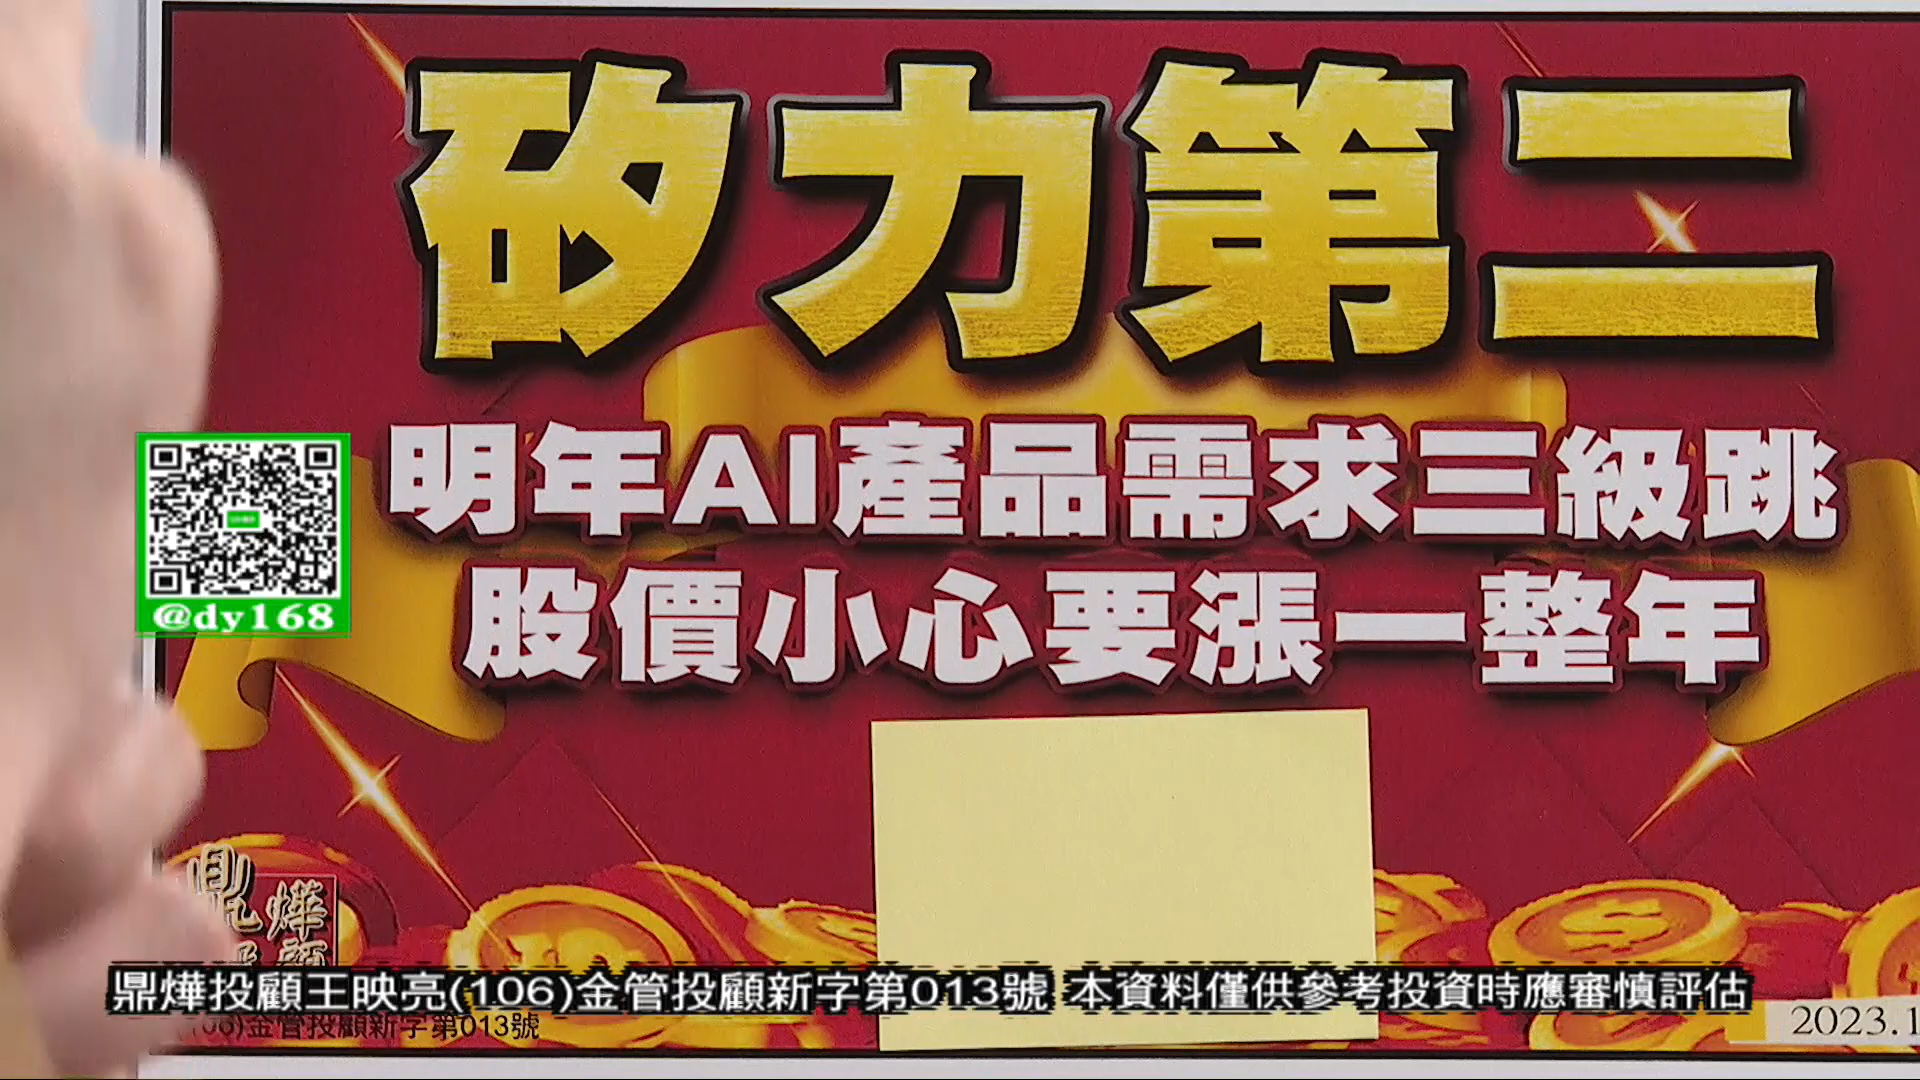 矽力第二
明年AI產品需求三級跳
股價小心要漲一整年
@dy168
鼎燁
鼎燁投顧王映亮(106)金管投顧新字第013號 本資料僅供參考投資時應審慎評估
06)金管投顧新字第013號
2023.1